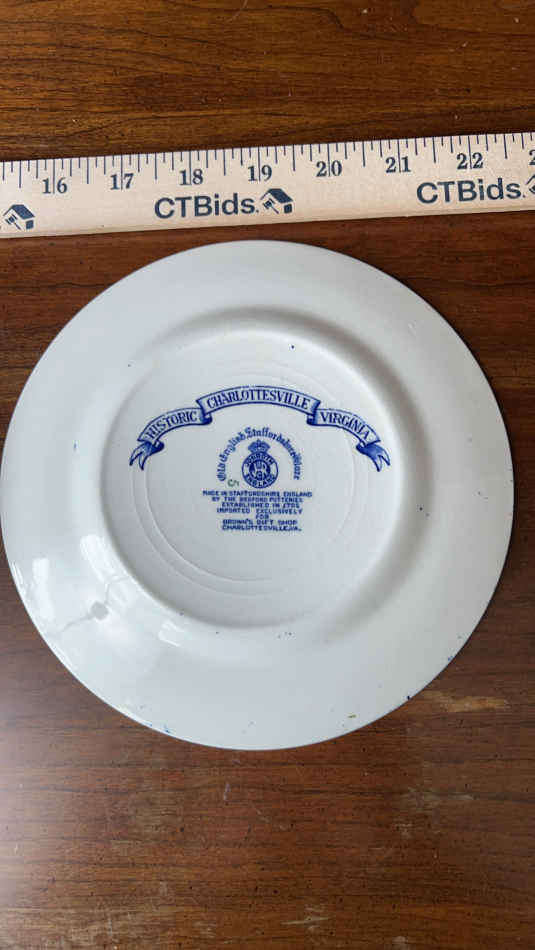 16 17 18 19 20 21 22
CTBids. CTBids.
HISTORIC CHARLOTTESVILLE VIRGINIA
Old English Staffordshire Ware
ENGLAND
5
MADE IN STAFFORDSHIRE ENGLAND
BY THE BEDFORD POTTERIES
ESTABLISHED IN 1705
IMPORTED EXCLUSIVELY
FOR
BROWN'S GIFT SHOP
CHARLOTTESVILLE, VA.